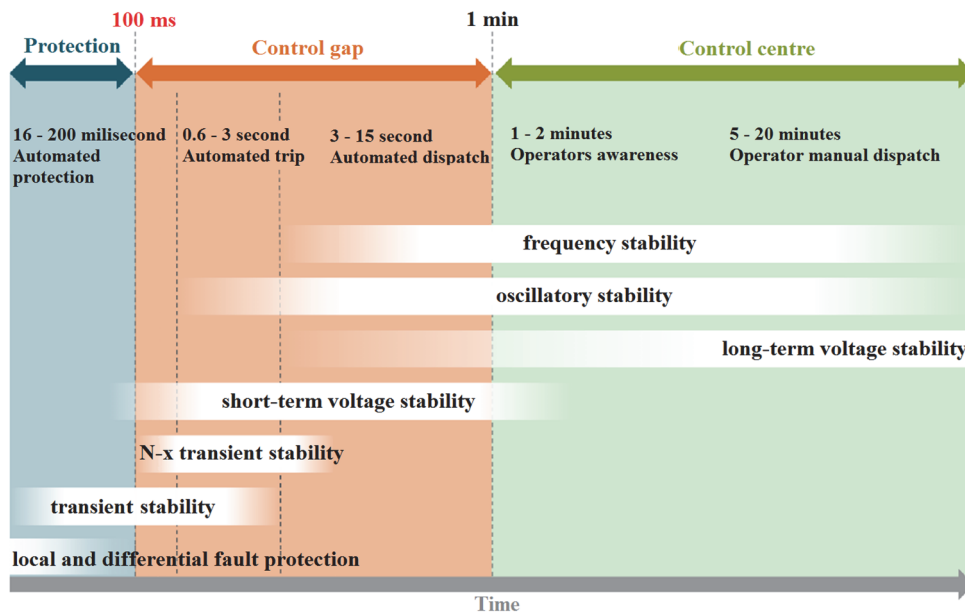 100 ms
1 min
Protection
Control gap
Control centre
16 - 200 milisecond
Automated
protection
0.6 - 3 second
Automated trip
3 - 15 second
Automated dispatch
1 - 2 minutes
Operators awareness
5 - 20 minutes
Operator manual dispatch
frequency stability
oscillatory stability
long-term voltage stability
short-term voltage stability
N-x transient stability
transient stability
local and differential fault protection
Time